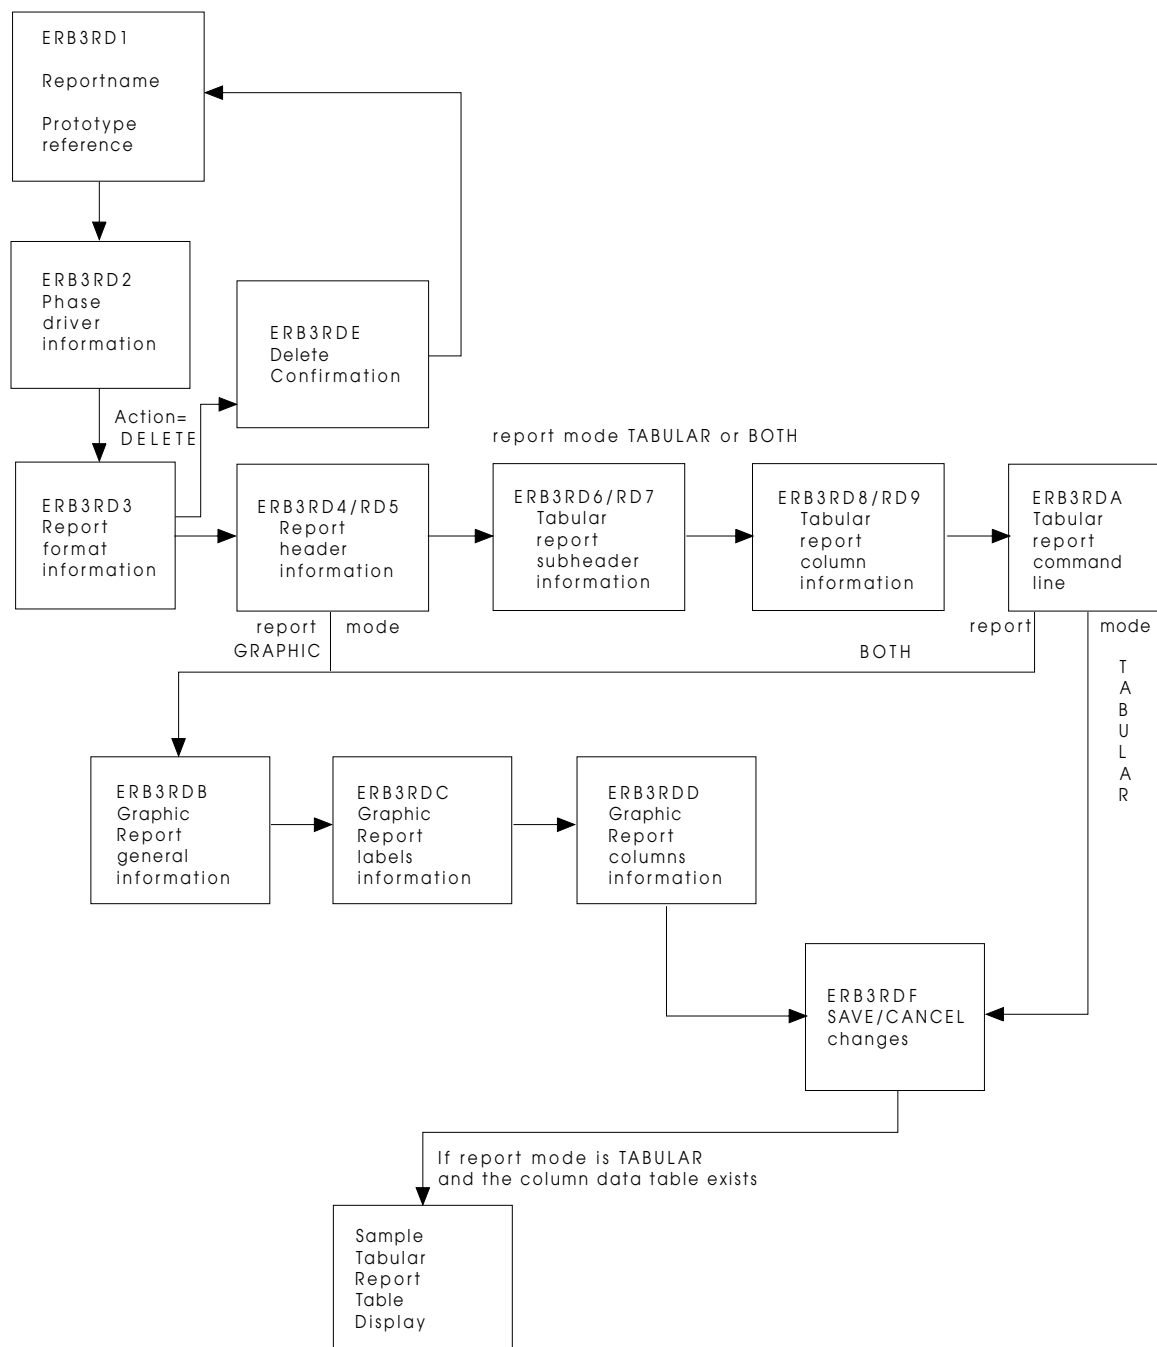 ERB3RD1
Reportname
Prototype
reference
ERB3RD2
Phase
driver
information
ERB3RDE
Delete
Confirmation
Action=
DELETE
report mode TABULAR or BOTH
ERB3RD3
Report
format
information
ERB3RD4/RD5
Report
header
information
ERB3RD6/RD7
Tabular
report
subheader
information
ERB3RD8/RD9
Tabular
report
column
information
ERB3RDA
Tabular
report
command
line
report mode
GRAPHIC
report mode
BOTH
TABULAR
ERB3RDB
Graphic
Report
general
information
ERB3RDC
Graphic
Report
labels
information
ERB3RDD
Graphic
Report
columns
information
ERB3RDF
SAVE/CANCEL
changes
If report mode is TABULAR
and the column data table exists
Sample
Tabular
Report
Table
Display